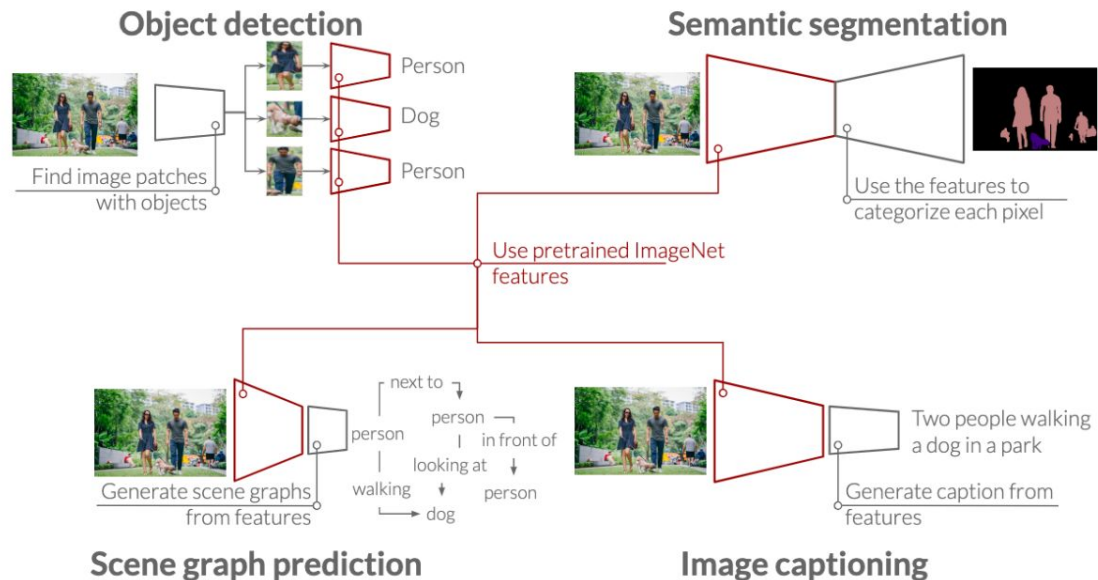 Object detection
Semantic segmentation
Person
Dog
Person
Find image patches
with objects
Use the features to
categorize each pixel
Use pretrained ImageNet
features
next to
person
person
in front of
looking at
walking
person
dog
Generate scene graphs
from features
Two people walking
a dog in a park
Generate caption from
features
Scene graph prediction
Image captioning